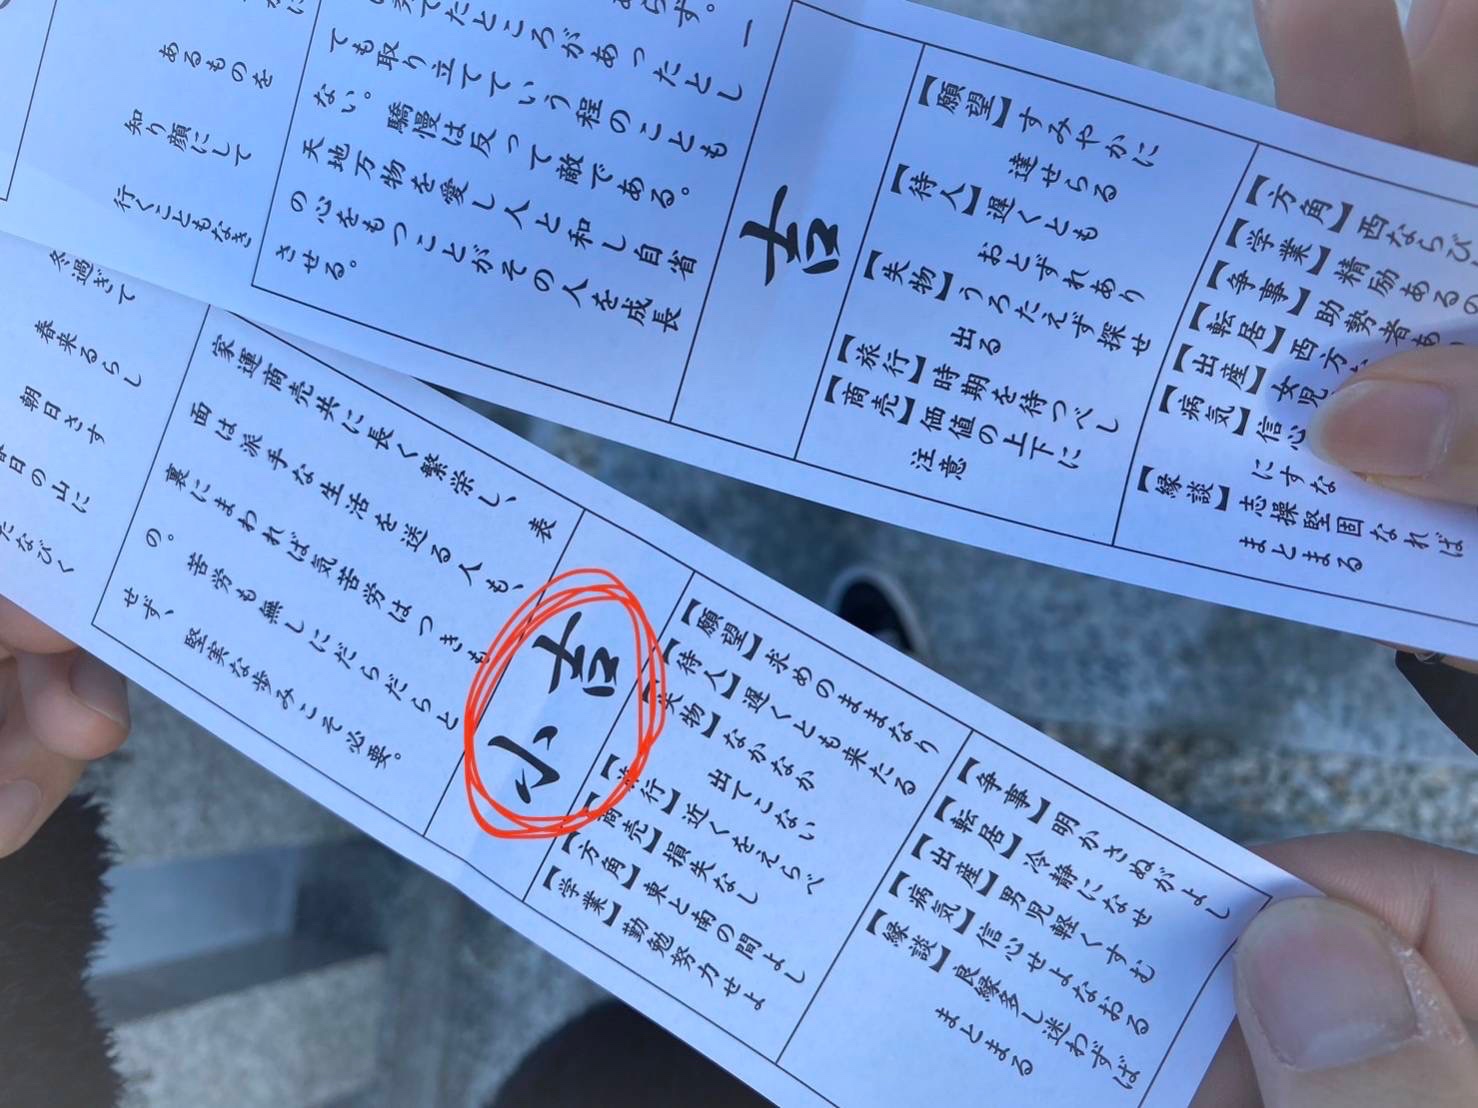 あるものを
知り顔にして
行くこともなき
てたところがあったとし
ても取り立てていう程のことも
ない。　驕慢は反って敵である。
一
天地万物を愛し人と和し自省
の心をもつことがその人を成長
させる。
吉
【願望】すみやかに
達せらる
【待人】遅くとも
おとずれあり
【失物】うろたえず探せ
出る
【旅行】時期を待つべし
【商売】価値の上下に
注意
【方角】西ならび
【学業】精励あるの
【争事】助勢者あ
【転居】西方
【出産】女児
【病気】信心
にすな
【縁談】志操堅固なれば
まとまる
冬過ぎて
春来るらし
朝日さす
春日の山に
たなびく
家運商売共に長く繁栄し、表
面は派手な生活を送る人も、
裏にまわれば気苦労はつきも
の。　苦労も無しにだらだらと
せず、堅実な歩みこそ必要。
小吉
【願望】求めのままなり
【待人】遅くとも来たる
【失物】なかなか
出てこない
【旅行】近くをえらべ
【商売】損失なし
【方角】東と南の間よし
【学業】勤勉努力せよ
【争事】明かさぬがよし
【転居】冷静になせ
【出産】男児軽くすむ
【病気】信心せよなおる
【縁談】良縁多し迷わずば
まとまる